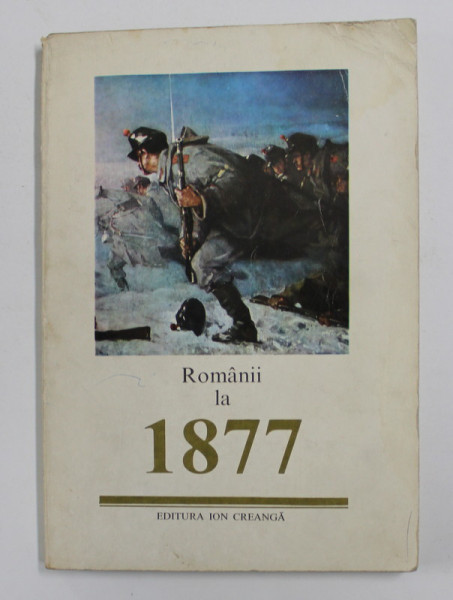 Românii
la
1877
EDITURA ION CREANGĂ